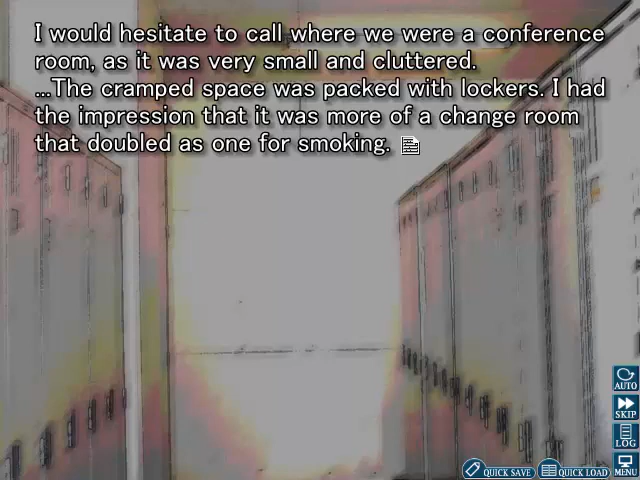 I would hesitate to call where we were a conference
room, as it was very small and cluttered.
...The cramped space was packed with lockers. I had
the impression that it was more of a change room
that doubled as one for smoking.
AUTO
SKIP
LOG
MENU
QUICK SAVE
QUICK LOAD